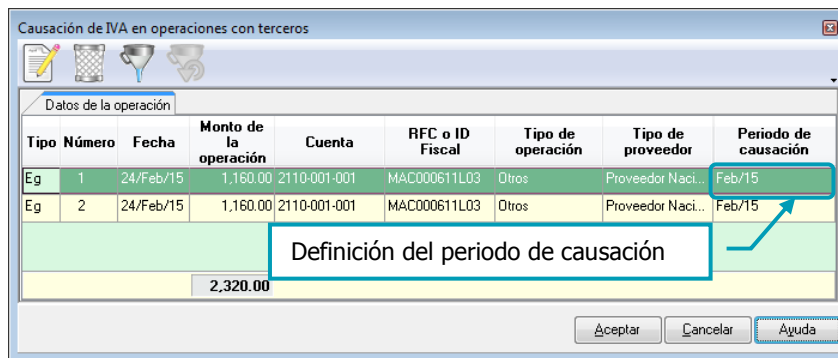 Causación de IVA en operaciones con terceros
Datos de la operación
Tipo Número Fecha Monto de la operación Cuenta RFC o ID Fiscal Tipo de operación Tipo de proveedor Periodo de causación
Eg 1 24/Feb/15 1,160.00 2110-001-001 MAC000611L03 Otros Proveedor Naci... Feb/15
Eg 2 24/Feb/15 1,160.00 2110-001-001 MAC000611L03 Otros Proveedor Naci... Feb/15
Definición del periodo de causación
2,320.00
Aceptar Cancelar Ayuda